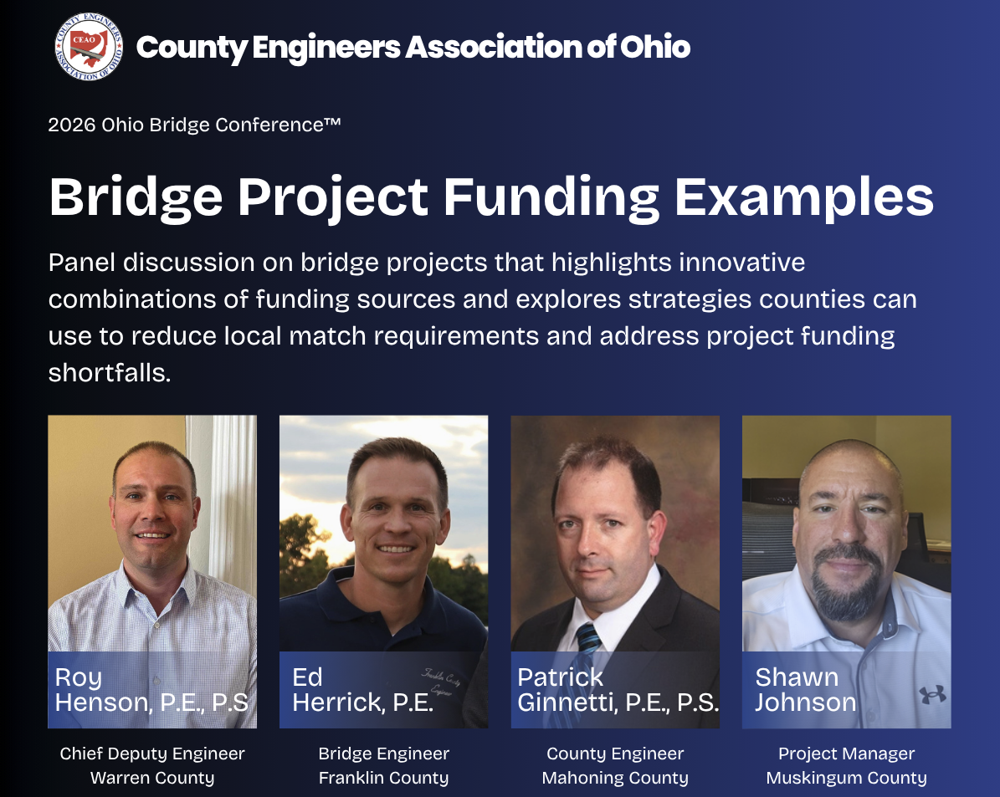 COUNTY ENGINEERS
CEAO
ASSOCIATION OF OHIO
County Engineers Association of Ohio
2026 Ohio Bridge Conference™
Bridge Project Funding Examples
Panel discussion on bridge projects that highlights innovative
combinations of funding sources and explores strategies counties can
use to reduce local match requirements and address project funding
shortfalls.
Franklin County
Engineer
Roy
Henson, P.E., P.S
Ed
Herrick, P.E.
Patrick
Ginnetti, P.E., P.S.
Shawn
Johnson
Chief Deputy Engineer
Warren County
Bridge Engineer
Franklin County
County Engineer
Mahoning County
Project Manager
Muskingum County